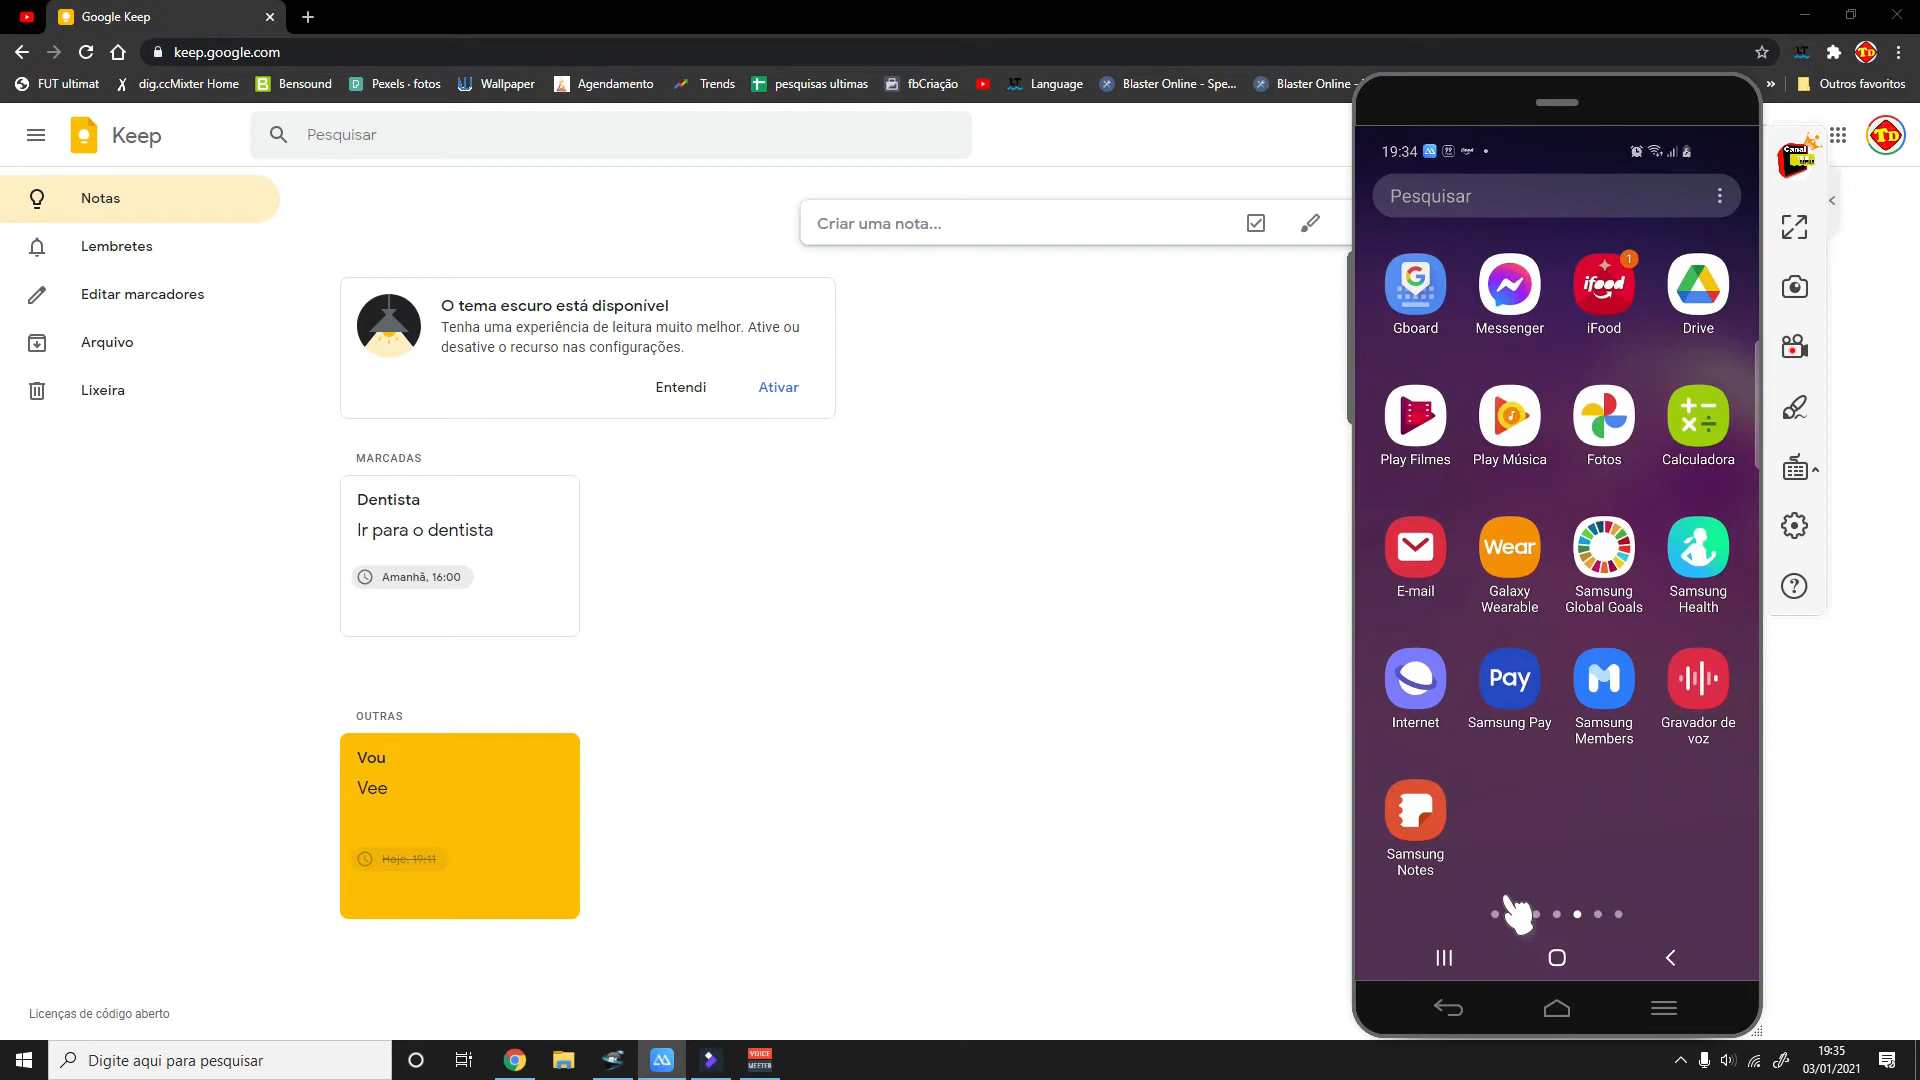 Google Keep
keep.google.com
FUT ultimat
dig.ccMixter Home
Bensound
Pexels · fotos
Wallpaper
Agendamento
Trends
pesquisas ultimas
fbCriação
Language
Blaster Online - Spe...
Blaster Online -
Outros favoritos
Keep
Pesquisar
Notas
Lembretes
Editar marcadores
Arquivo
Lixeira
Criar uma nota...
O tema escuro está disponível
Tenha uma experiência de leitura muito melhor. Ative ou
desative o recurso nas configurações.
Entendi
Ativar
MARCADAS
Dentista
Ir para o dentista
Amanhã, 16:00
OUTRAS
Vou
Vee
Hoje, 19:11
Licenças de código aberto
19:34
Pesquisar
1
ifood
Gboard
Messenger
iFood
Drive
Play Filmes
Play Música
Fotos
Calculadora
Wear
E-mail
Galaxy
Wearable
Samsung
Global Goals
Samsung
Health
Pay
Internet
Samsung Pay
Samsung
Members
Gravador de
voz
Samsung
Notes
Canal
TD
Digite aqui para pesquisar
VOICE
MEETER
19:35
03/01/2021